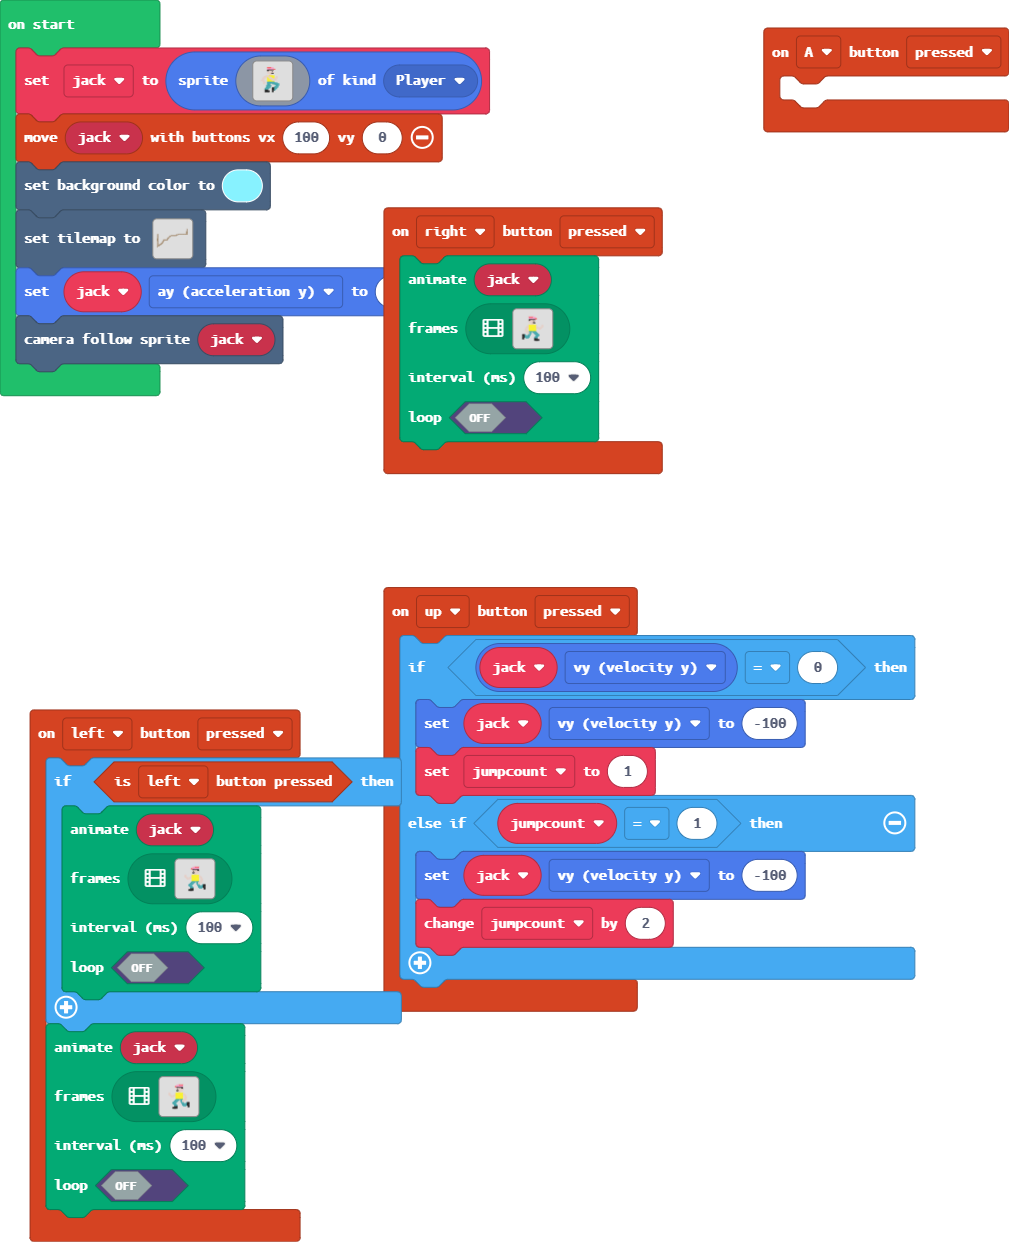 on start
set jack to sprite of kind Player
move jack with buttons vx 100 vy 0
set background color to
set tilemap to
set jack ay (acceleration y) to
camera follow sprite jack
on A button pressed
on right button pressed
animate jack
frames
interval (ms) 100
loop OFF
on up button pressed
if jack vy (velocity y) = 0 then
set jack vy (velocity y) to -100
set jumpcount to 1
else if jumpcount = 1 then
set jack vy (velocity y) to -100
change jumpcount by 2
on left button pressed
if is left button pressed then
animate jack
frames
interval (ms) 100
loop OFF
animate jack
frames
interval (ms) 100
loop OFF